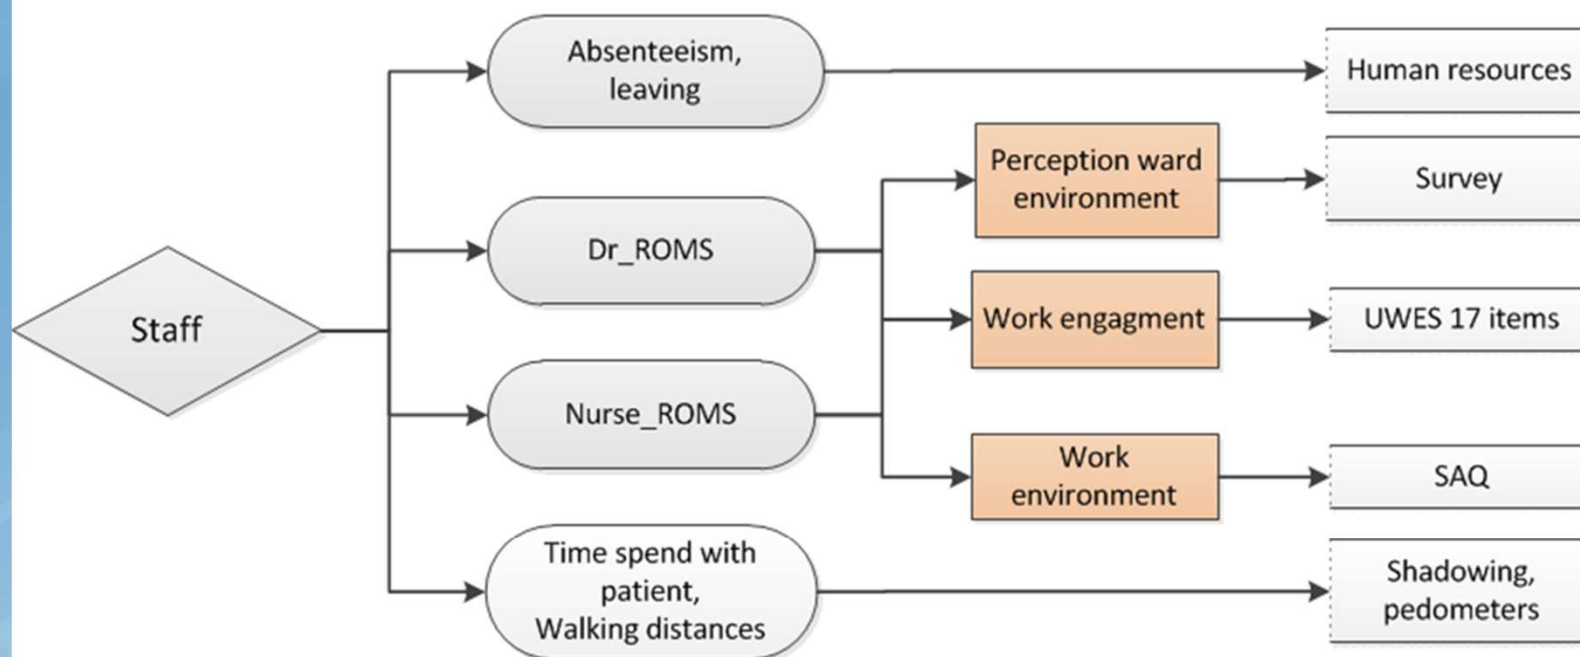 Staff
Absenteeism,
leaving
Human resources
Dr_ROMS
Nurse_ROMS
Perception ward
environment
Survey
Work engagment
UWES 17 items
Work
environment
SAQ
Time spend with
patient,
Walking distances
Shadowing,
pedometers